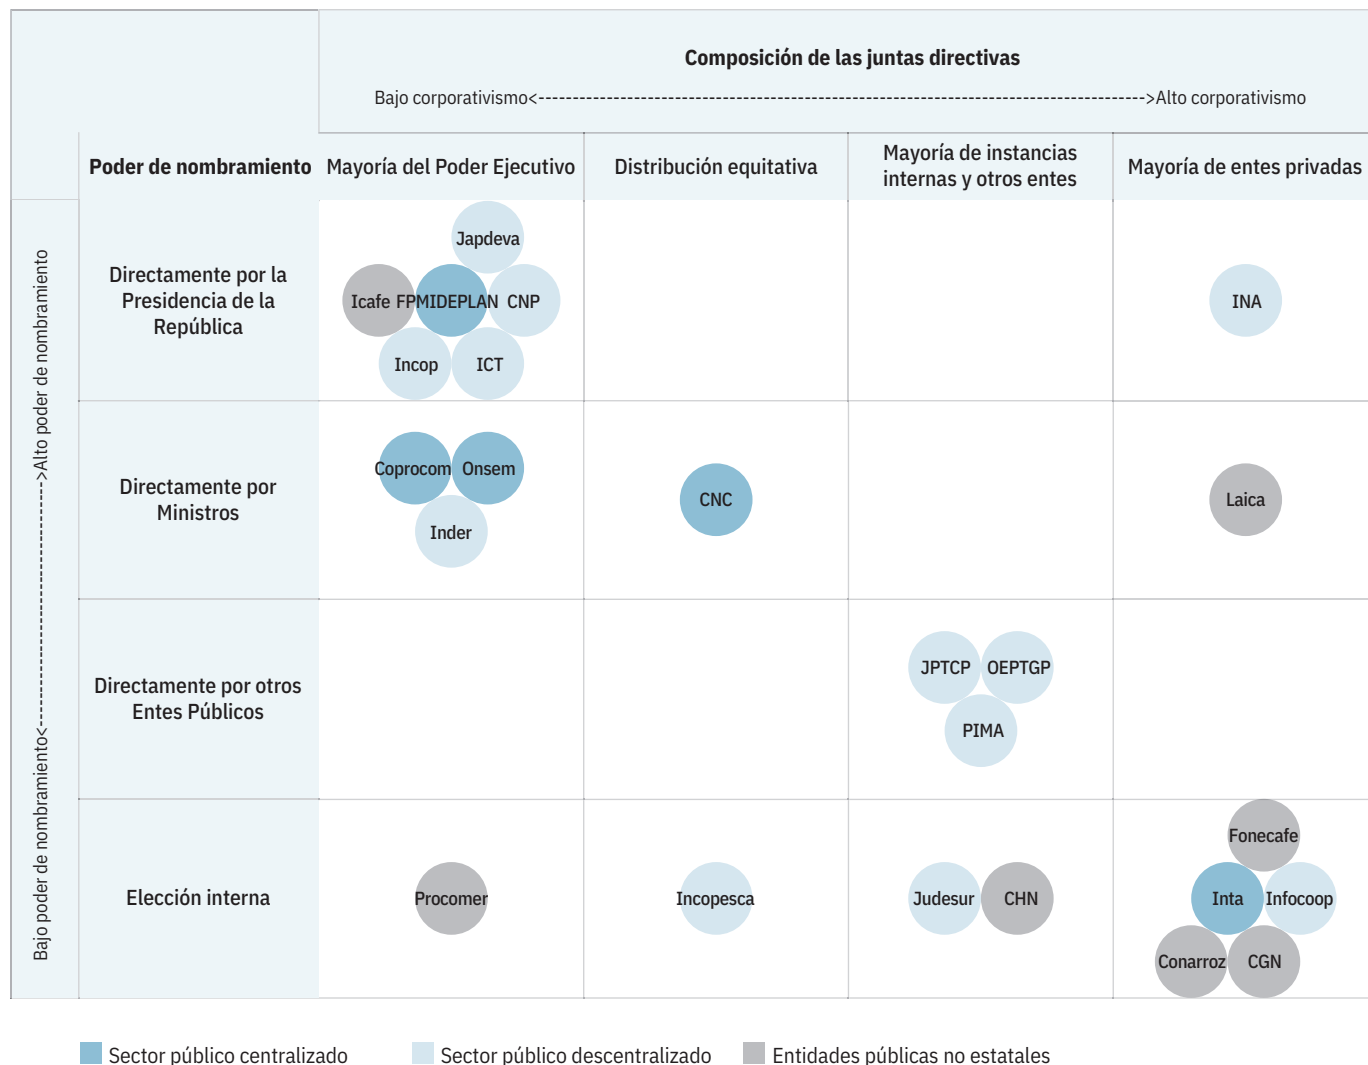 Composición de las juntas directivas
Bajo corporativismo<------------------------------------------------------------------------------------->Alto corporativismo
Poder de nombramiento
Mayoría del Poder Ejecutivo
Distribución equitativa
Mayoría de instancias
internas y otros entes
Mayoría de entes privadas
Bajo poder de nombramiento<----------------------------------->Alto poder de nombramiento
Directamente por la
Presidencia de la
República
Japdeva
Icafe
FPMIDEPLAN
CNP
Incop
ICT
INA
Directamente por
Ministros
Coprocom
Onsem
Inder
CNC
Laica
Directamente por otros
Entes Públicos
JPTCP
OEPTGP
PIMA
Elección interna
Procomer
Incopesca
Judesur
CHN
Fonecafe
Inta
Infocoop
Conarroz
CGN
Sector público centralizado
Sector público descentralizado
Entidades públicas no estatales